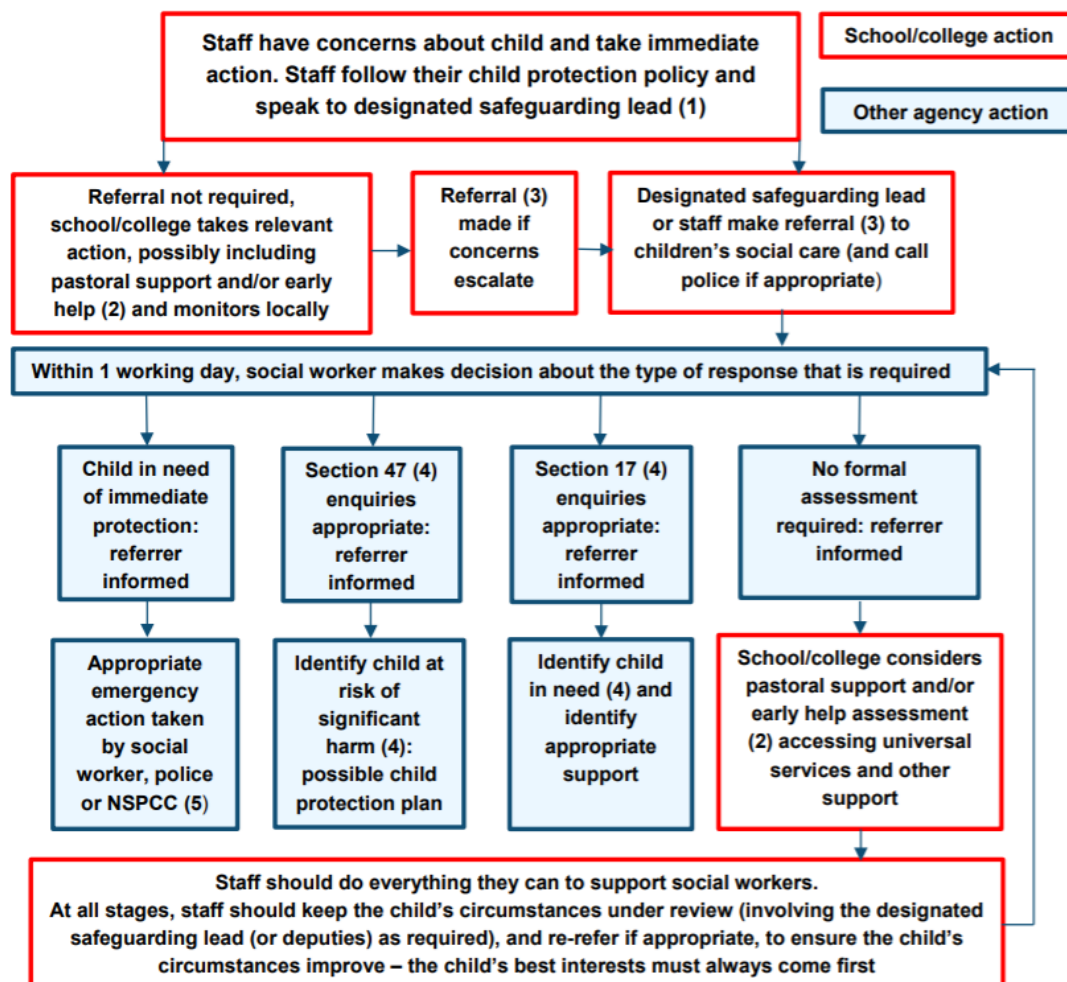 Staff have concerns about child and take immediate
action. Staff follow their child protection policy and
speak to designated safeguarding lead (1)
School/college action
Other agency action
Referral not required,
school/college takes relevant
action, possibly including
pastoral support and/or early
help (2) and monitors locally
Referral (3)
made if
concerns
escalate
Designated safeguarding lead
or staff make referral (3) to
children’s social care (and call
police if appropriate)
Within 1 working day, social worker makes decision about the type of response that is required
Child in need
of immediate
protection:
referrer
informed
Section 47 (4)
enquiries
appropriate:
referrer
informed
Section 17 (4)
enquiries
appropriate:
referrer
informed
No formal
assessment
required: referrer
informed
Appropriate
emergency
action taken
by social
worker, police
or NSPCC (5)
Identify child at
risk of
significant
harm (4):
possible child
protection plan
Identify child
in need (4) and
identify
appropriate
support
School/college considers
pastoral support and/or
early help assessment
(2) accessing universal
services and other
support
Staff should do everything they can to support social workers.
At all stages, staff should keep the child’s circumstances under review (involving the designated
safeguarding lead (or deputies) as required), and re-refer if appropriate, to ensure the child’s
circumstances improve – the child’s best interests must always come first